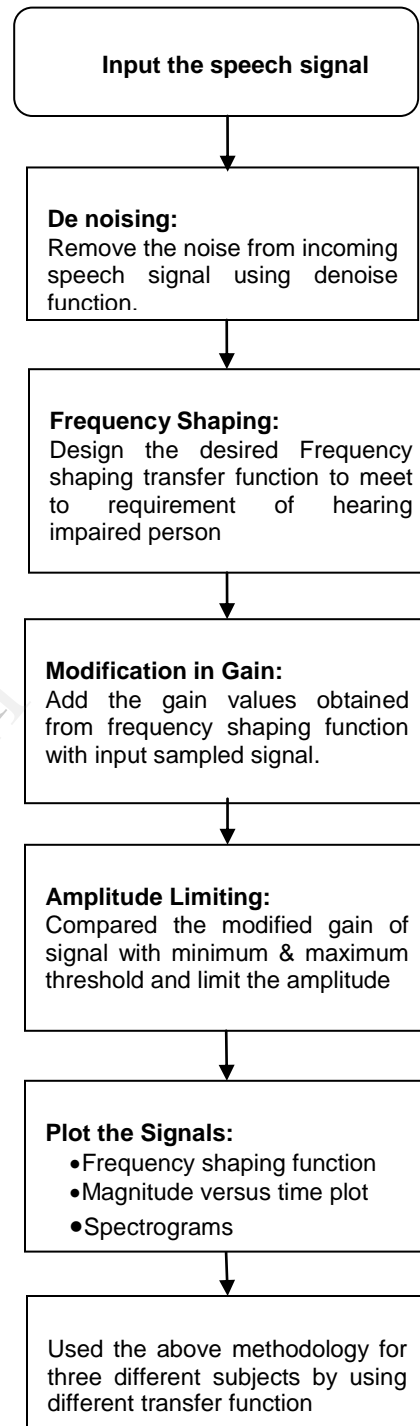 Input the speech signal
De noising:
Remove the noise from incoming
speech signal using denoise
function.
Frequency Shaping:
Design the desired Frequency
shaping transfer function to meet
to requirement of hearing
impaired person
Modification in Gain:
Add the gain values obtained
from frequency shaping function
with input sampled signal.
Amplitude Limiting:
Compared the modified gain of
signal with minimum & maximum
threshold and limit the amplitude
Plot the Signals:
•Frequency shaping function
•Magnitude versus time plot
•Spectrograms
Used the above methodology for
three different subjects by using
different transfer function